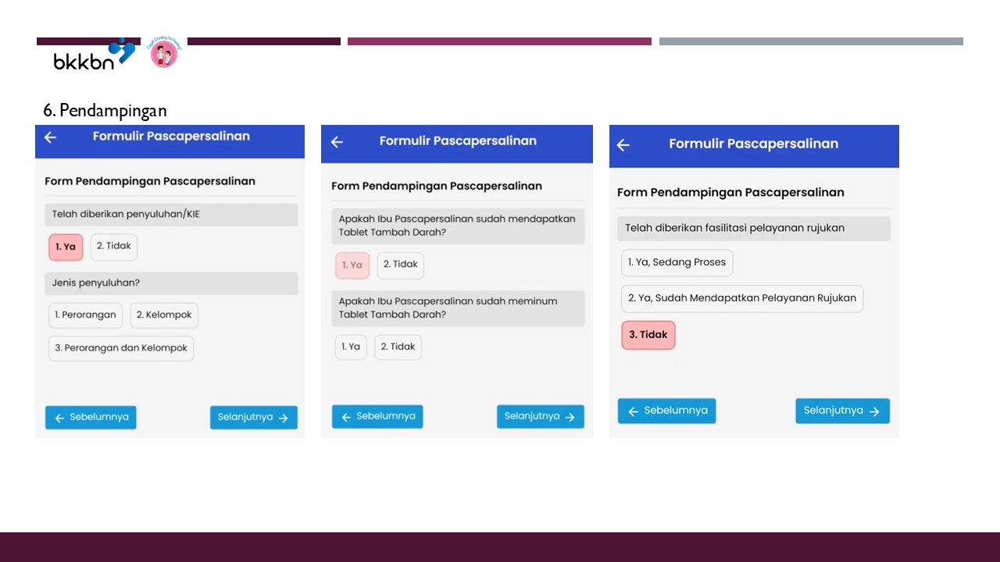 bkkbn
6. Pendampingan
Formulir Pascapersalinan
Form Pendampingan Pascapersalinan
Telah diberikan penyuluhan/KIE
1. Ya
2. Tidak
Jenis penyuluhan?
1. Perorangan
2. Kelompok
3. Perorangan dan Kelompok
Sebelumnya
Selanjutnya
Formulir Pascapersalinan
Form Pendampingan Pascapersalinan
Apakah Ibu Pascapersalinan sudah mendapatkan
Tablet Tambah Darah?
1. Ya
2. Tidak
Apakah Ibu Pascapersalinan sudah meminum
Tablet Tambah Darah?
1. Ya
2. Tidak
Sebelumnya
Selanjutnya
Formulir Pascapersalinan
Form Pendampingan Pascapersalinan
Telah diberikan fasilitasi pelayanan rujukan
1. Ya, Sedang Proses
2. Ya, Sudah Mendapatkan Pelayanan Rujukan
3. Tidak
Sebelumnya
Selanjutnya